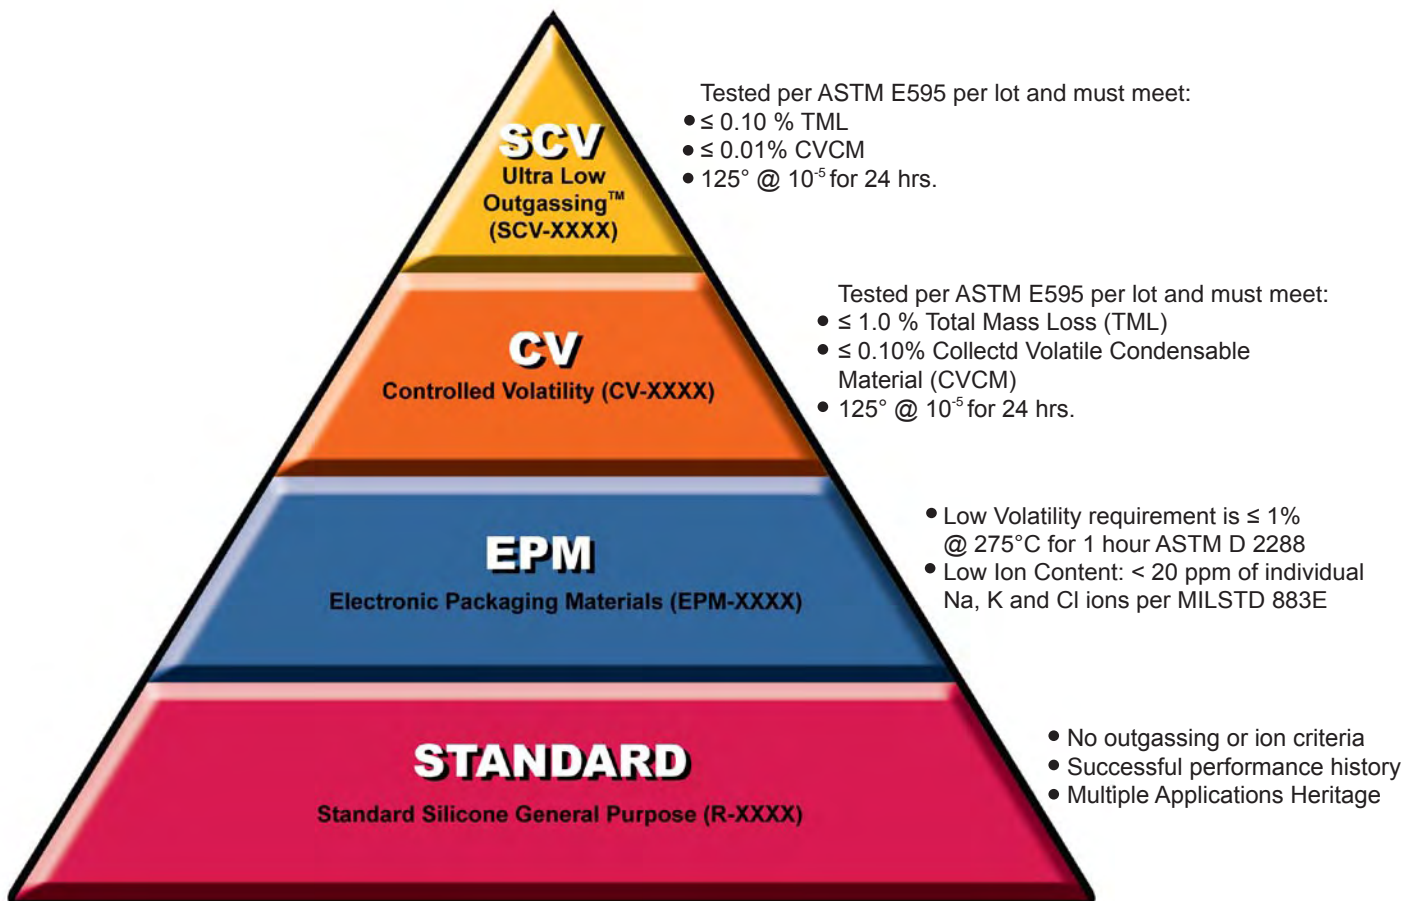 SCV
Ultra Low
Outgassing™
(SCV-XXXX)
Tested per ASTM E595 per lot and must meet:
• ≤ 0.10 % TML
• ≤ 0.01% CVCM
• 125° @ 10⁻⁵ for 24 hrs.
CV
Controlled Volatility (CV-XXXX)
Tested per ASTM E595 per lot and must meet:
• ≤ 1.0 % Total Mass Loss (TML)
• ≤ 0.10% Collectd Volatile Condensable
Material (CVCM)
• 125° @ 10⁻⁵ for 24 hrs.
EPM
Electronic Packaging Materials (EPM-XXXX)
• Low Volatility requirement is ≤ 1%
@ 275°C for 1 hour ASTM D 2288
• Low Ion Content: < 20 ppm of individual
Na, K and Cl ions per MILSTD 883E
STANDARD
Standard Silicone General Purpose (R-XXXX)
• No outgassing or ion criteria
• Successful performance history
• Multiple Applications Heritage